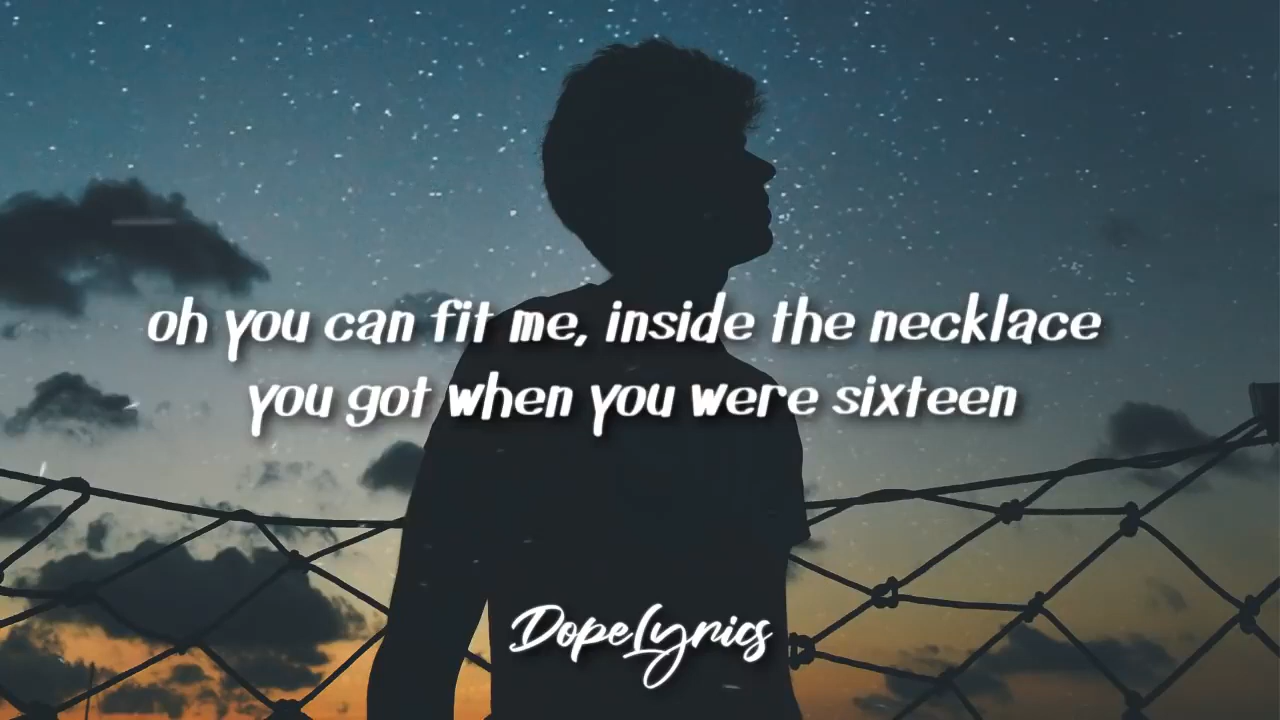 oh you can fit me, inside the necklace
you got when you were sixteen
DopeLyrics